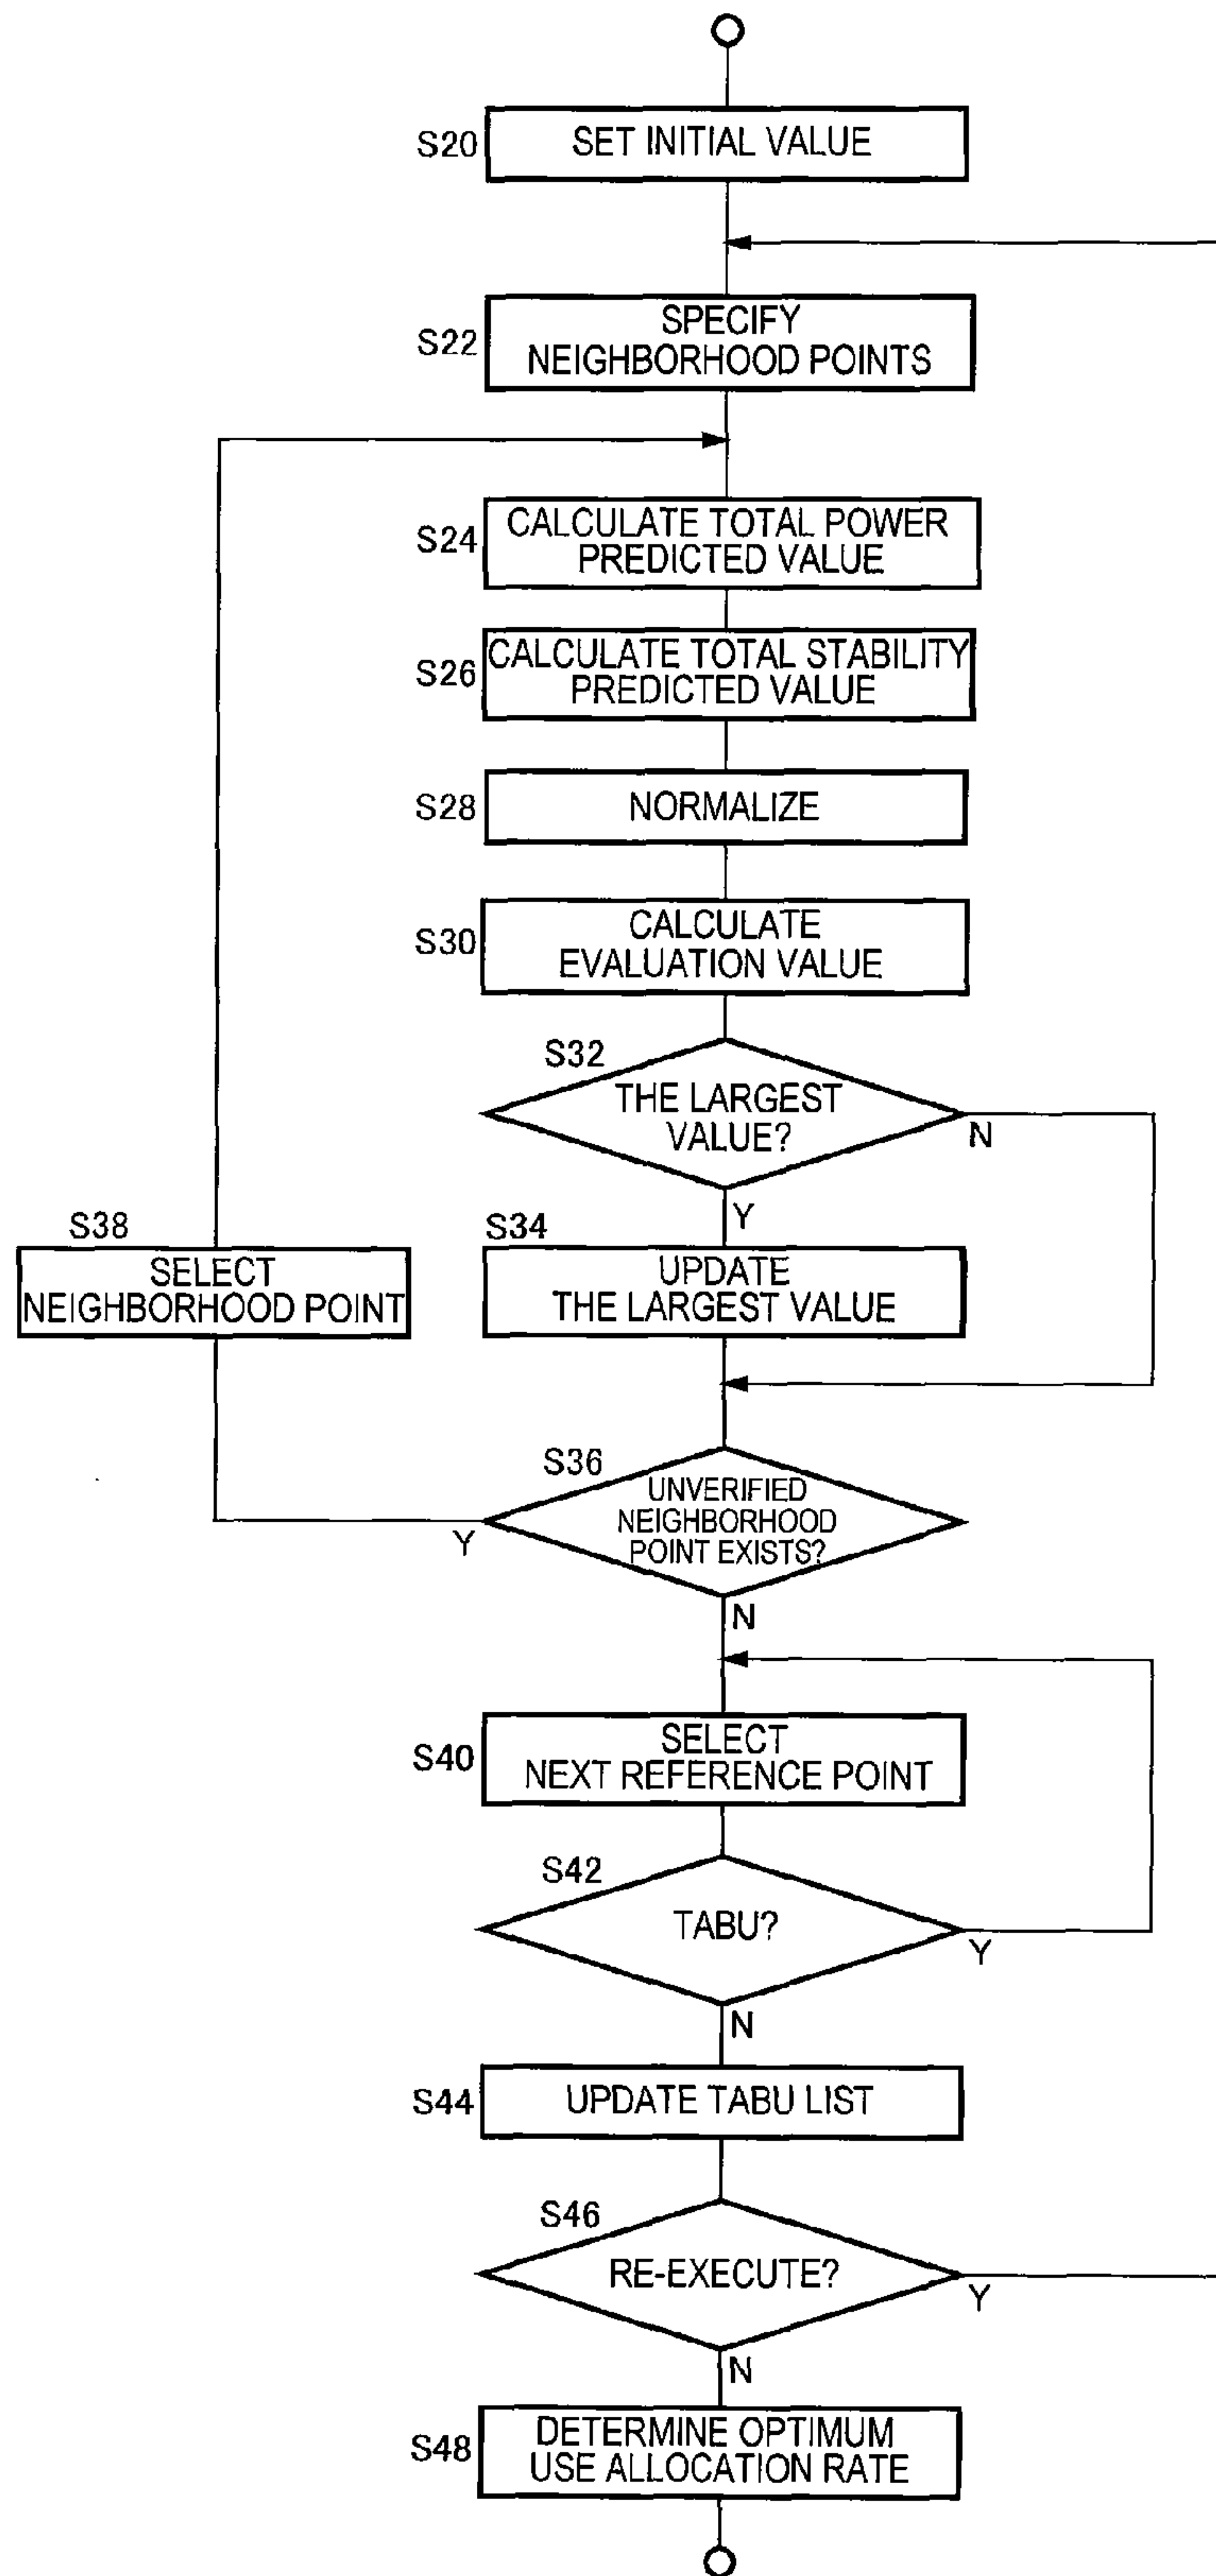 S20
SET INITIAL VALUE
S22
SPECIFY
NEIGHBORHOOD POINTS
S24
CALCULATE TOTAL POWER
PREDICTED VALUE
S26
CALCULATE TOTAL STABILITY
PREDICTED VALUE
S28
NORMALIZE
S30
CALCULATE
EVALUATION VALUE
S32
THE LARGEST
VALUE?
N
Y
S34
UPDATE
THE LARGEST VALUE
S38
SELECT
NEIGHBORHOOD POINT
S36
UNVERIFIED
NEIGHBORHOOD
POINT EXISTS?
Y
N
S40
SELECT
NEXT REFERENCE POINT
S42
TABU?
Y
N
S44
UPDATE TABU LIST
S46
RE-EXECUTE?
Y
N
S48
DETERMINE OPTIMUM
USE ALLOCATION RATE